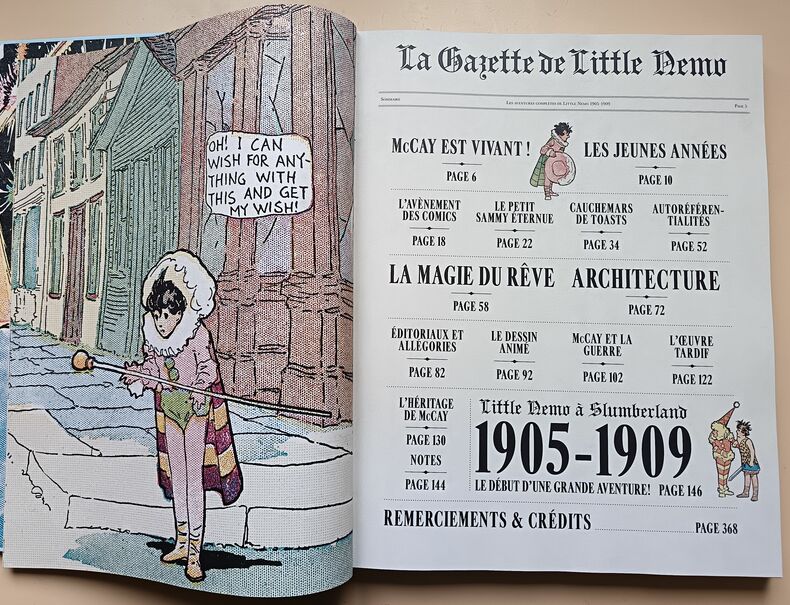 OH! I CAN
WISH FOR ANY-
THING WITH
THIS AND GET
MY WISH!
La Gazette de Little Nemo
Sommaire
Les aventures complètes de Little Nemo 1905-1909
Page 5
McCAY EST VIVANT !
PAGE 6
LES JEUNES ANNÉES
PAGE 10
L'AVÈNEMENT
DES COMICS
PAGE 18
LE PETIT
SAMMY ÉTERNUE
PAGE 22
CAUCHEMARS
DE TOASTS
PAGE 34
AUTORÉFÉREN-
TIALITÉS
PAGE 52
LA MAGIE DU RÊVE
PAGE 58
ARCHITECTURE
PAGE 72
ÉDITORIAUX ET
ALLÉGORIES
PAGE 82
LE DESSIN
ANIMÉ
PAGE 92
McCAY ET LA
GUERRE
PAGE 102
L'ŒUVRE
TARDIF
PAGE 122
L'HÉRITAGE
DE McCAY
PAGE 130
NOTES
PAGE 144
Little Nemo à Slumberland
1905-1909
LE DÉBUT D'UNE GRANDE AVENTURE! PAGE 146
REMERCIEMENTS & CRÉDITS PAGE 368